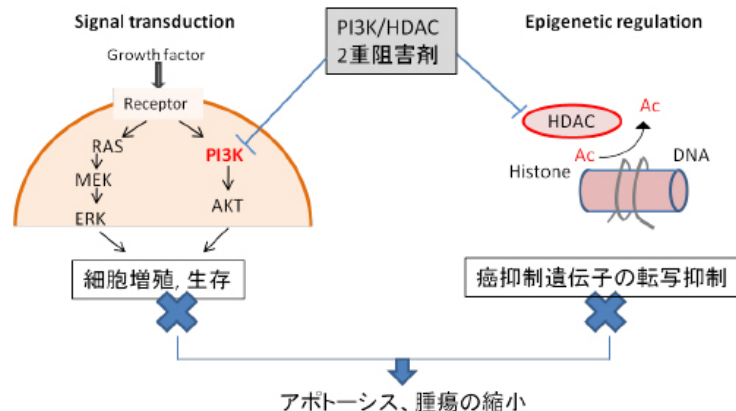 Signal transduction
PI3K/HDAC
2重阻害剤
Epigenetic regulation
Growth factor
Receptor
RAS
PI3K
MEK
AKT
ERK
HDAC
Ac
Ac
Histone
DNA
細胞増殖, 生存
癌抑制遺伝子の転写抑制
アポトーシス、腫瘍の縮小